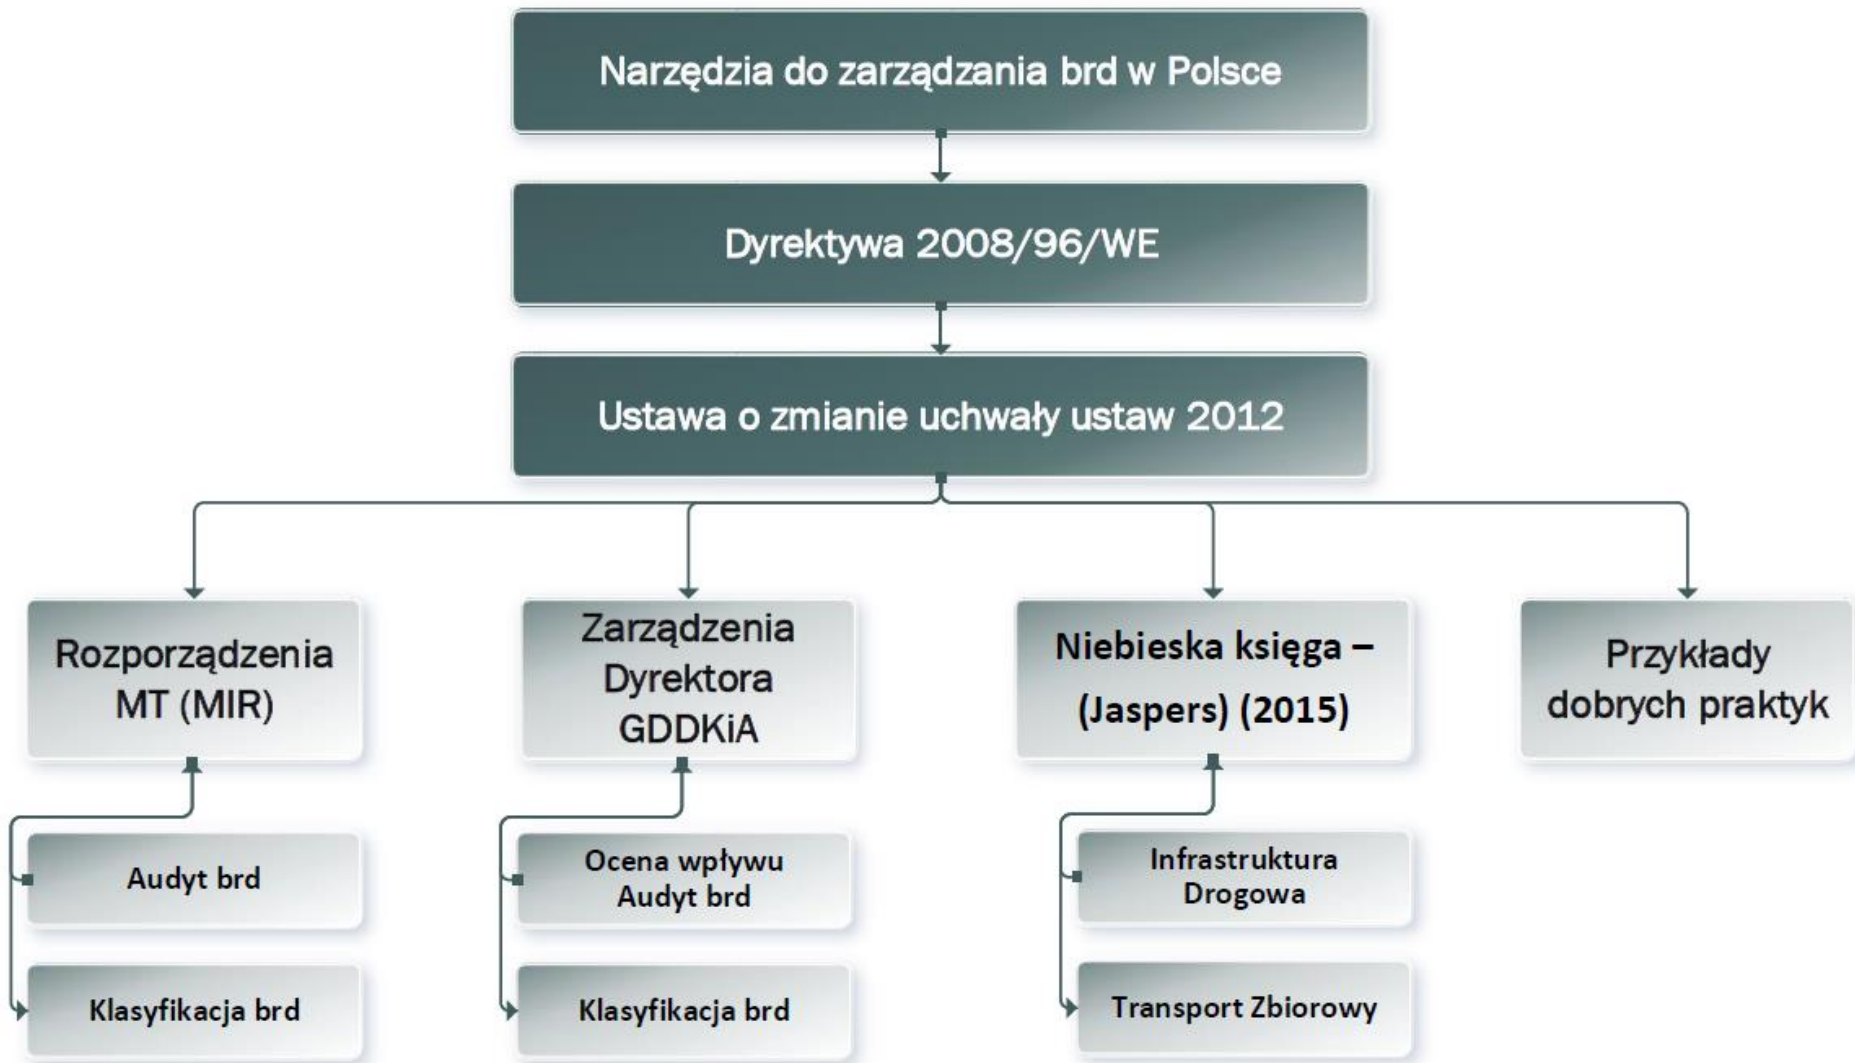 Narzędzia do zarządzania brd w Polsce
Dyrektywa 2008/96/WE
Ustawa o zmianie uchwały ustaw 2012
Rozporządzenia
MT (MIR)
Zarządzenia
Dyrektora
GDDKiA
Niebieska księga –
(Jaspers) (2015)
Przykłady
dobrych praktyk
Audyt brd
Ocena wpływu
Audyt brd
Infrastruktura
Drogowa
Klasyfikacja brd
Klasyfikacja brd
Transport Zbiorowy